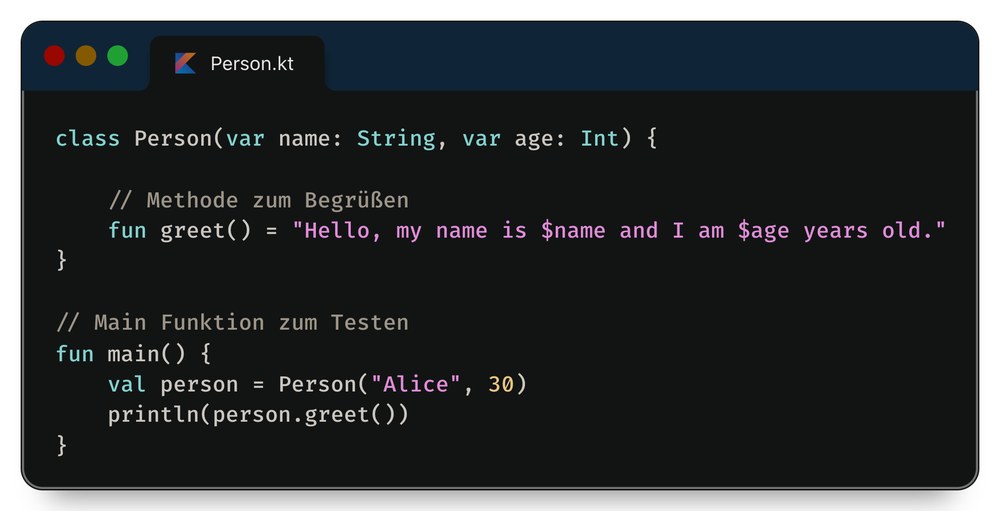 Person.kt
class Person(var name: String, var age: Int) {
// Methode zum Begrüßen
fun greet() = "Hello, my name is $name and I am $age years old."
}
// Main Funktion zum Testen
fun main() {
val person = Person("Alice", 30)
println(person.greet())
}